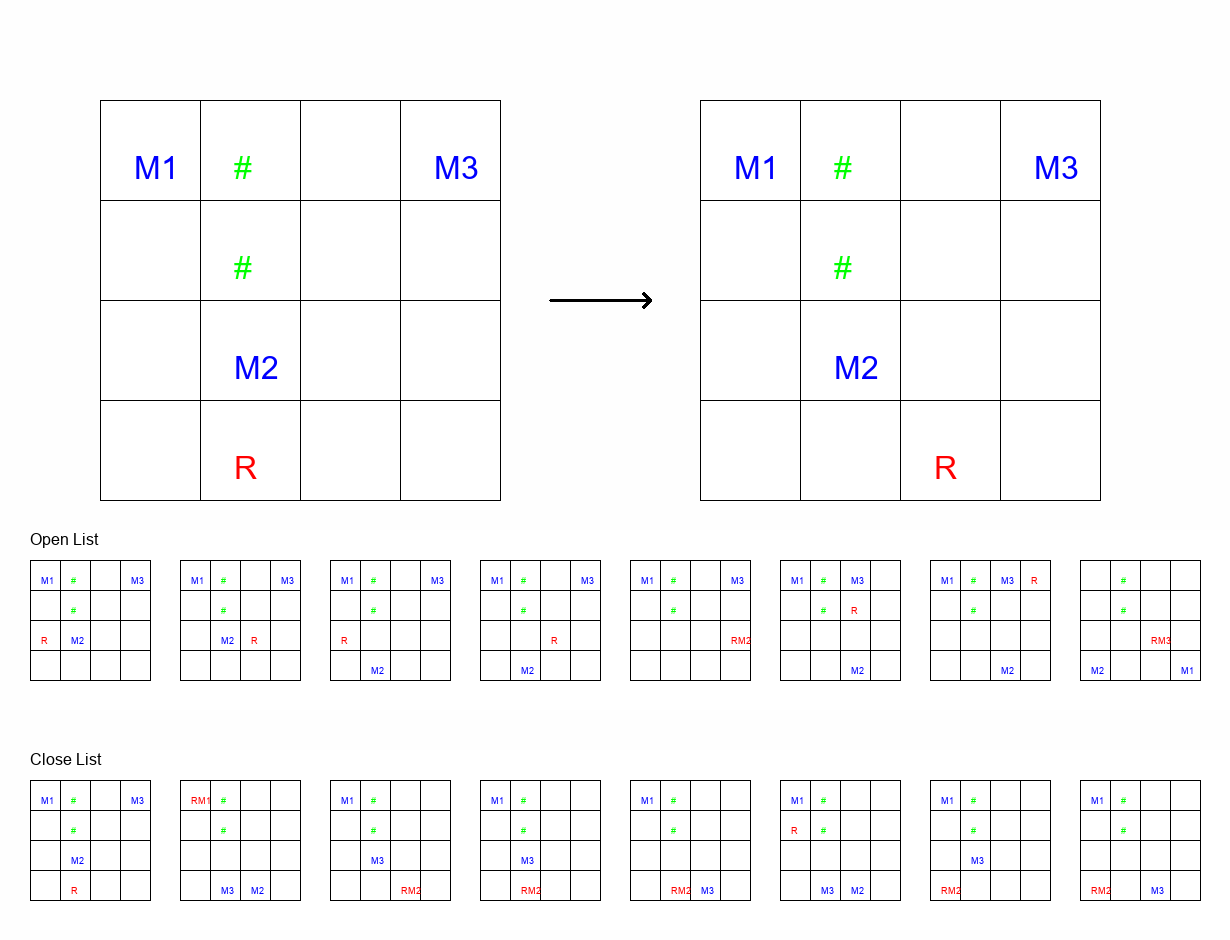 M1 # M3 M1 # M3
# #
M2 M2
R R
Open List
M1 # M3 M1 # M3 M1 # M3 M1 # M3 M1 # M3 M1 # M3 M1 # M3 R #
# # # # # # R # #
R M2 M2 R R R RM2 RM3
M2 M2 M2 M2 M2 M1
Close List
M1 # M3 RM1 # M1 # M1 # M1 # M1 # M1 # M1 #
# # # # # R # # #
M2 M3 M3 M3
R M3 M2 RM2 RM2 RM2 M3 M3 M2 RM2 RM2 M3